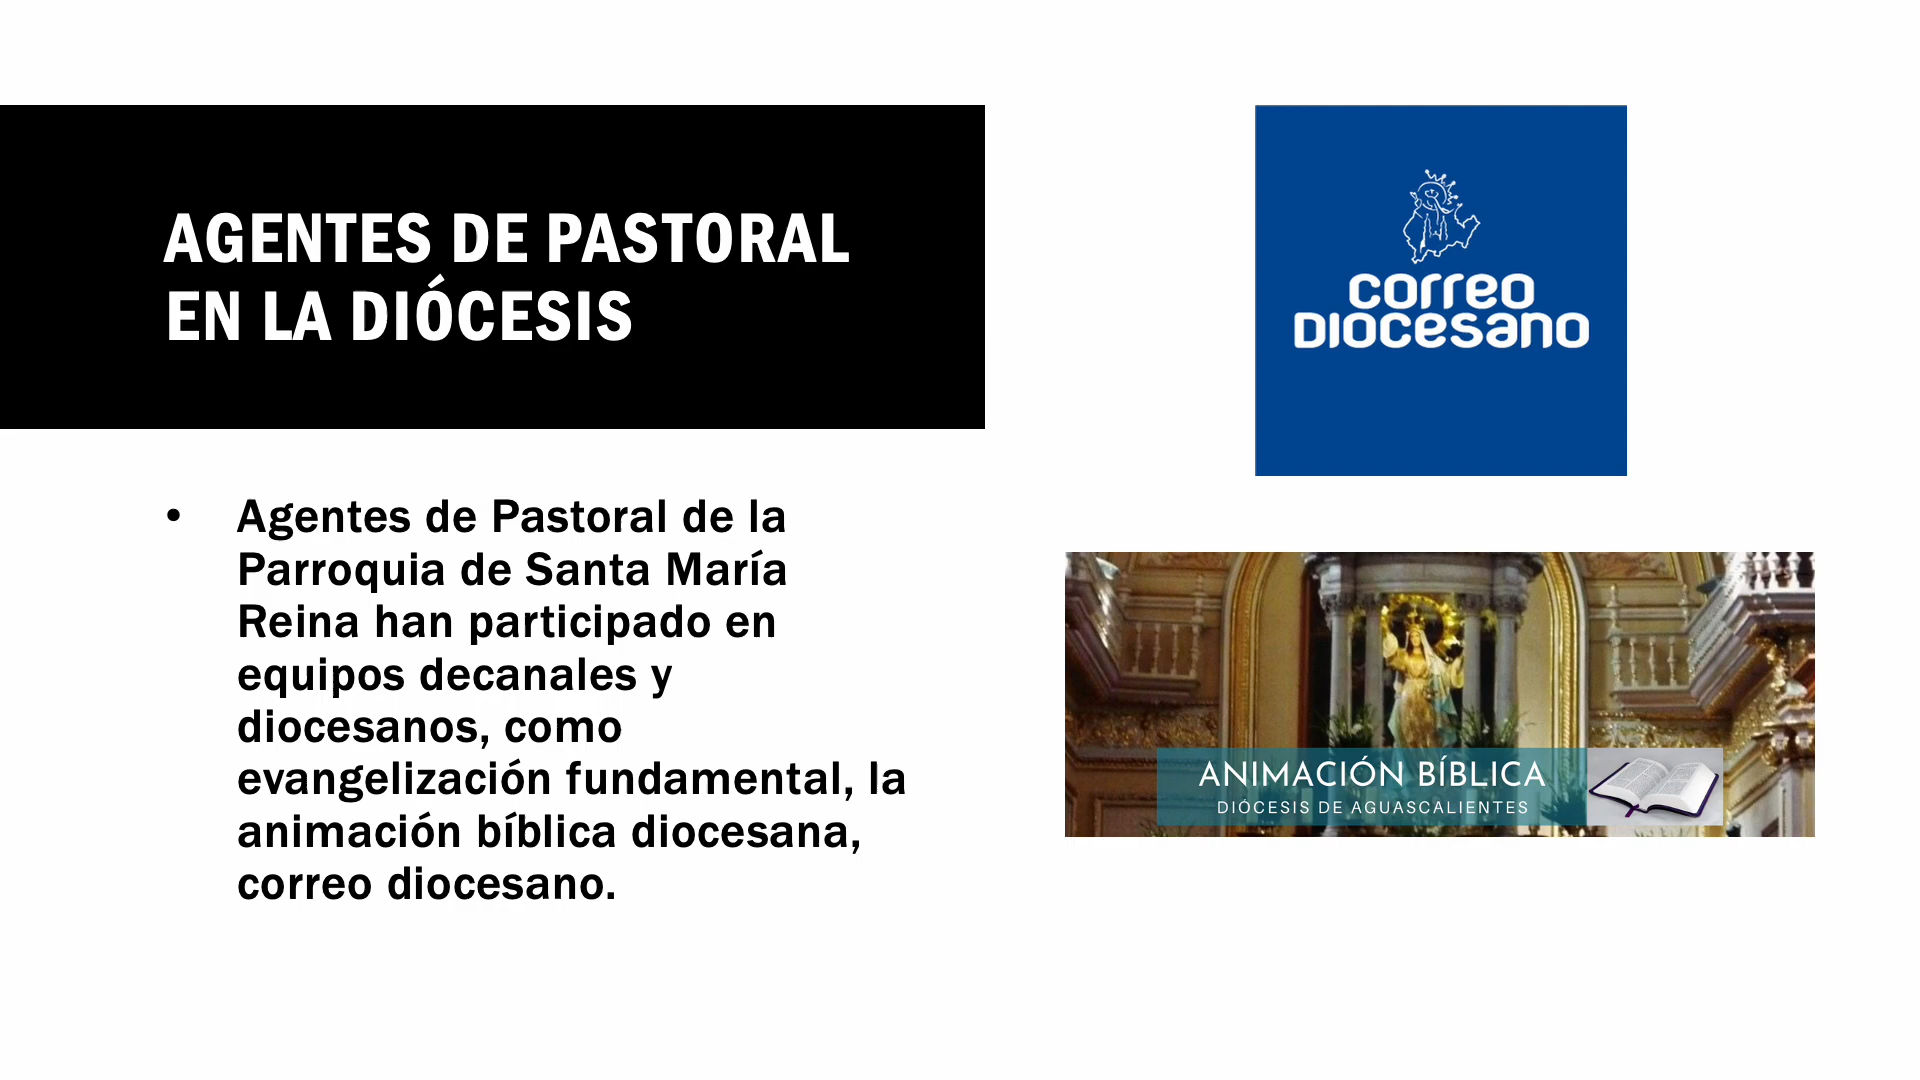 AGENTES DE PASTORAL
EN LA DIÓCESIS
• Agentes de Pastoral de la
Parroquia de Santa María
Reina han participado en
equipos decanales y
diocesanos, como
evangelización fundamental, la
animación bíblica diocesana,
correo diocesano.
correo
DIOCesano
ANIMACIÓN BÍBLICA
DIÓCESIS DE AGUASCALIENTES